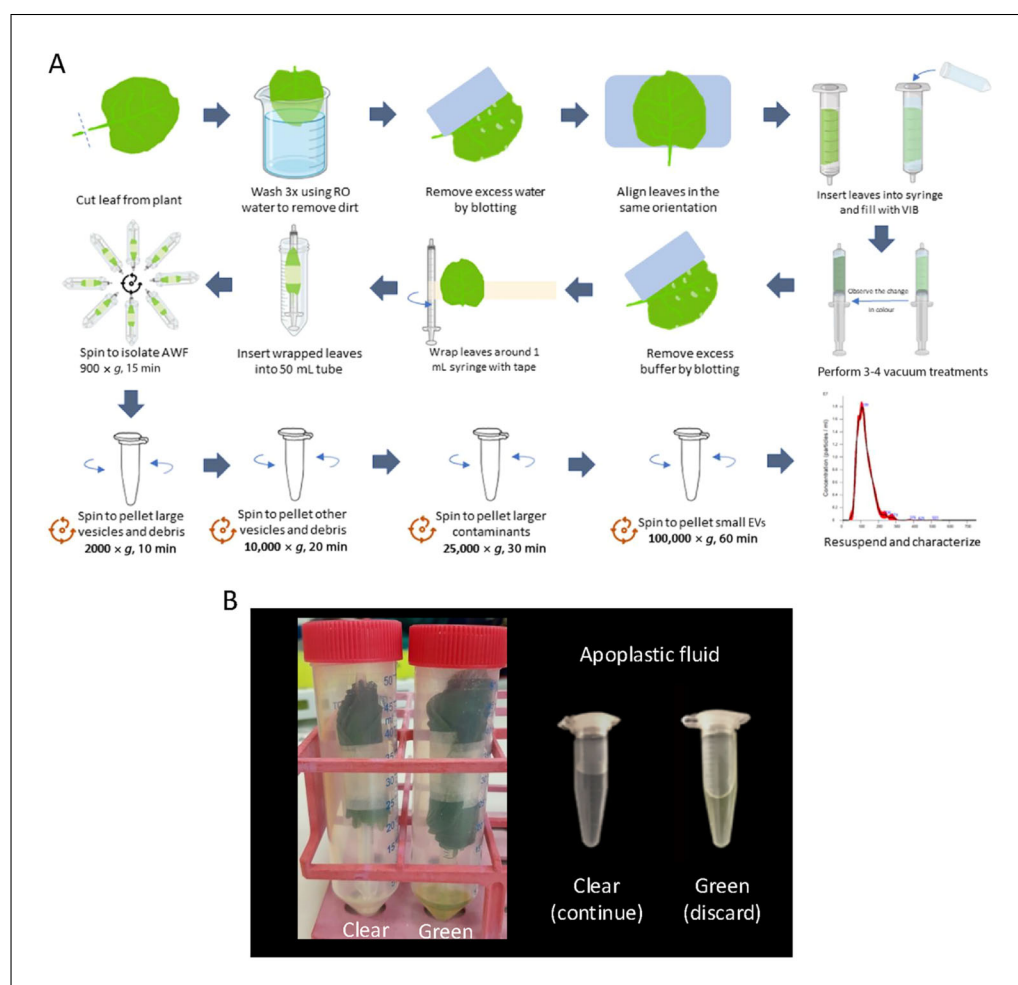 A
Cut leaf from plant
Wash 3x using RO
water to remove dirt
Remove excess water
by blotting
Align leaves in the
same orientation
Insert leaves into syringe
and fill with VIB
Observe the change
in colour
Perform 3-4 vacuum treatments
Remove excess
buffer by blotting
Wrap leaves around 1
mL syringe with tape
Insert wrapped leaves
into 50 mL tube
Spin to isolate AWF
900 × g, 15 min
Spin to pellet large
vesicles and debris
2000 × g, 10 min
Spin to pellet other
vesicles and debris
10,000 × g, 20 min
Spin to pellet larger
contaminants
25,000 × g, 30 min
Spin to pellet small EVs
100,000 × g, 60 min
Concentration (particles / ml)
Resuspend and characterize
B
Apoplastic fluid
Clear
Green
Clear
(continue)
Green
(discard)